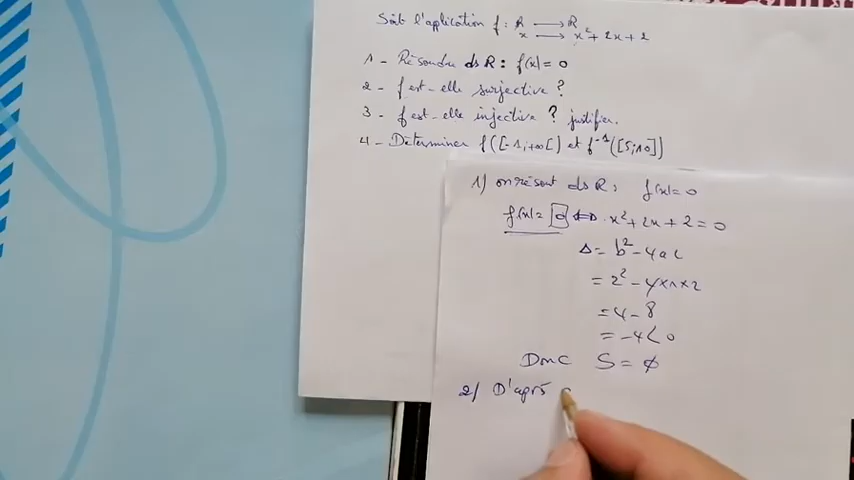 Soit l'aplication f : R → R
x → x² + 2x + 2
1 - Résoudre ds R : f(x) = 0
2 - f est-elle surjective ?
3 - f est-elle injective ? justifier.
4 - Déterminer f([-1;+∞[) et f⁻¹([5;10])
1) on résout ds R : f(x) = 0
f(x) = 0 ⇔ x² + 2x + 2 = 0
Δ = b² - 4ac
= 2² - 4×1×2
= 4 - 8
= -4 < 0
Donc S = ∅
2/ D'aprs